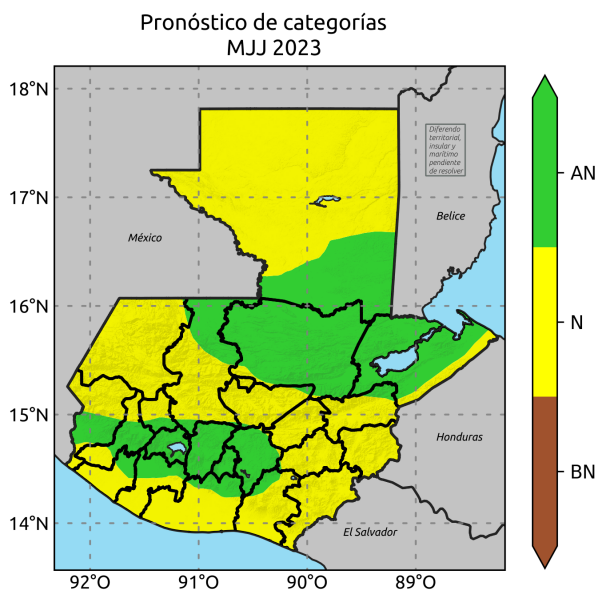 Pronóstico de categorías
MJJ 2023
18°N
17°N
16°N
15°N
14°N
92°O
91°O
90°O
89°O
México
Belice
Honduras
El Salvador
Diferendo
territorial,
insular y
marítimo
pendiente
de resolver
AN
N
BN